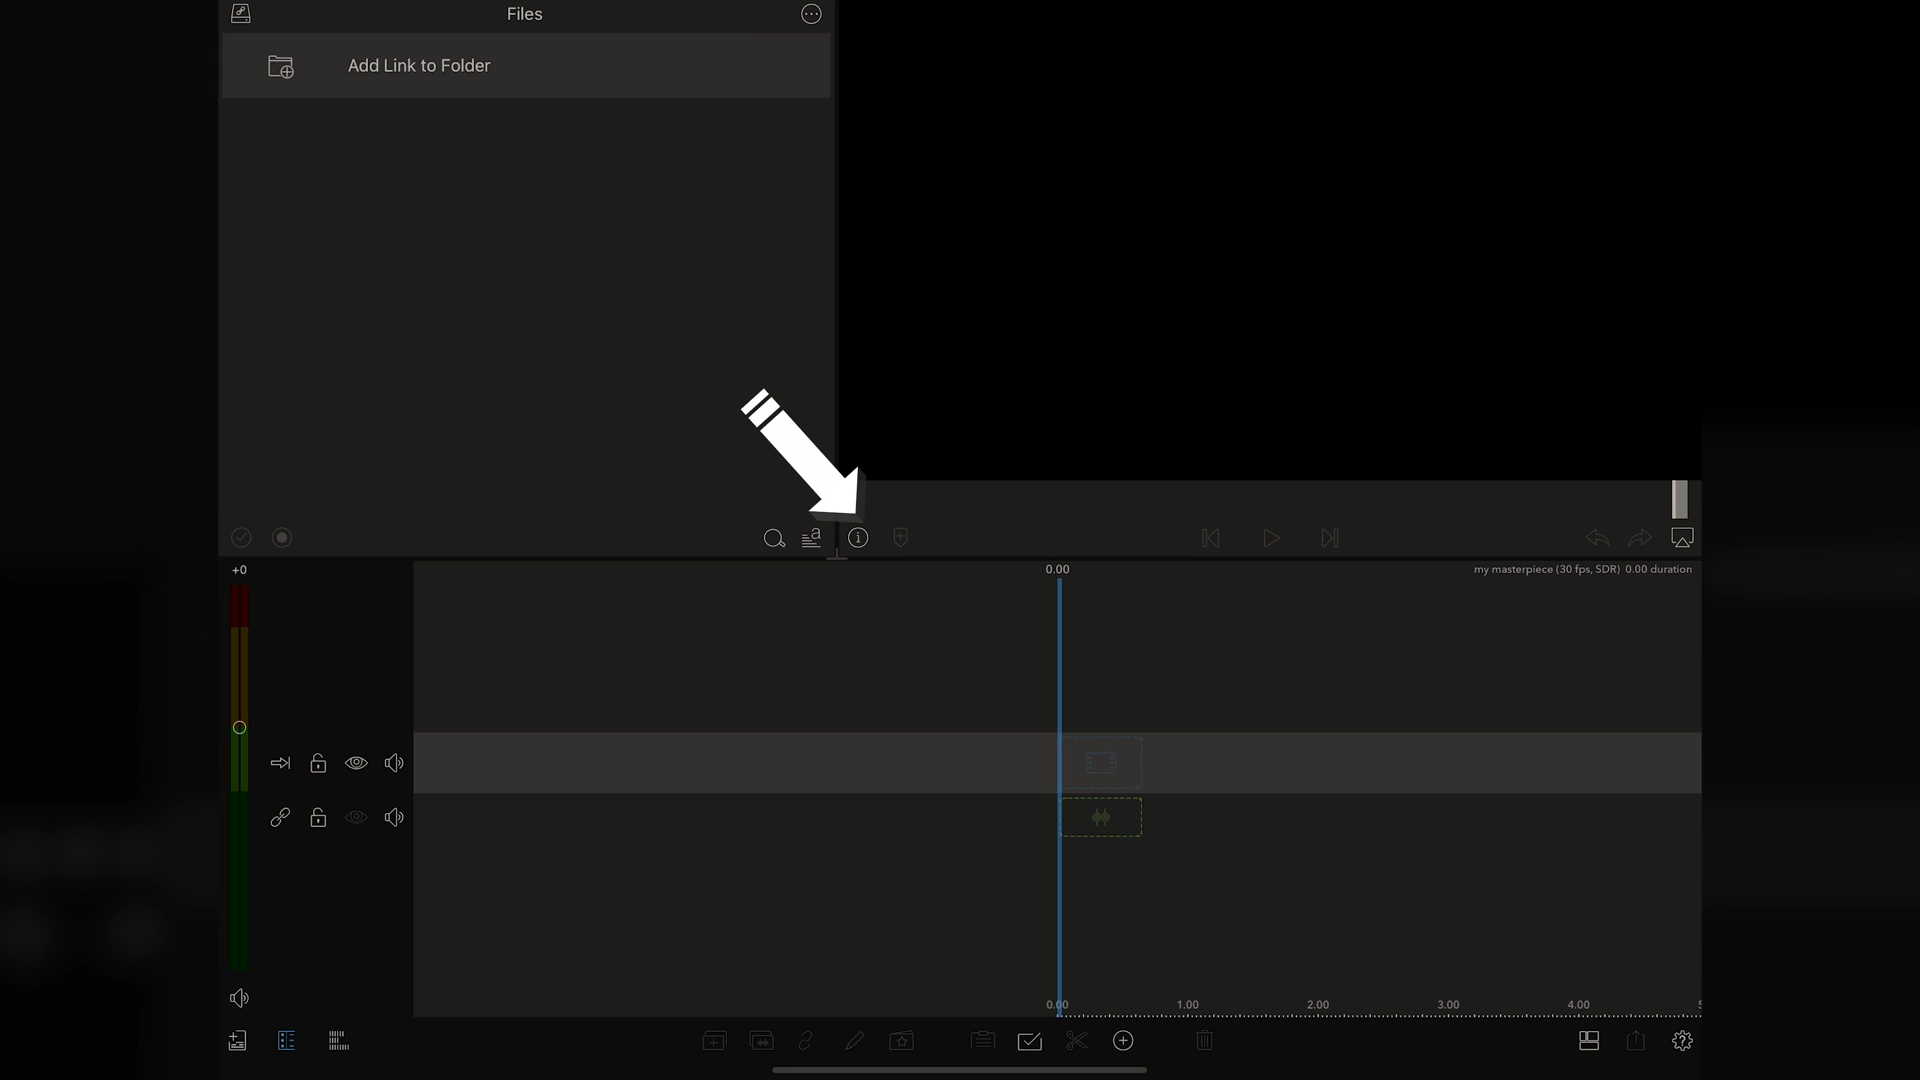 Files
Add Link to Folder
+0
0.00
my masterpiece (30 fps, SDR) 0.00 duration
0.00
1.00
2.00
3.00
4.00
5